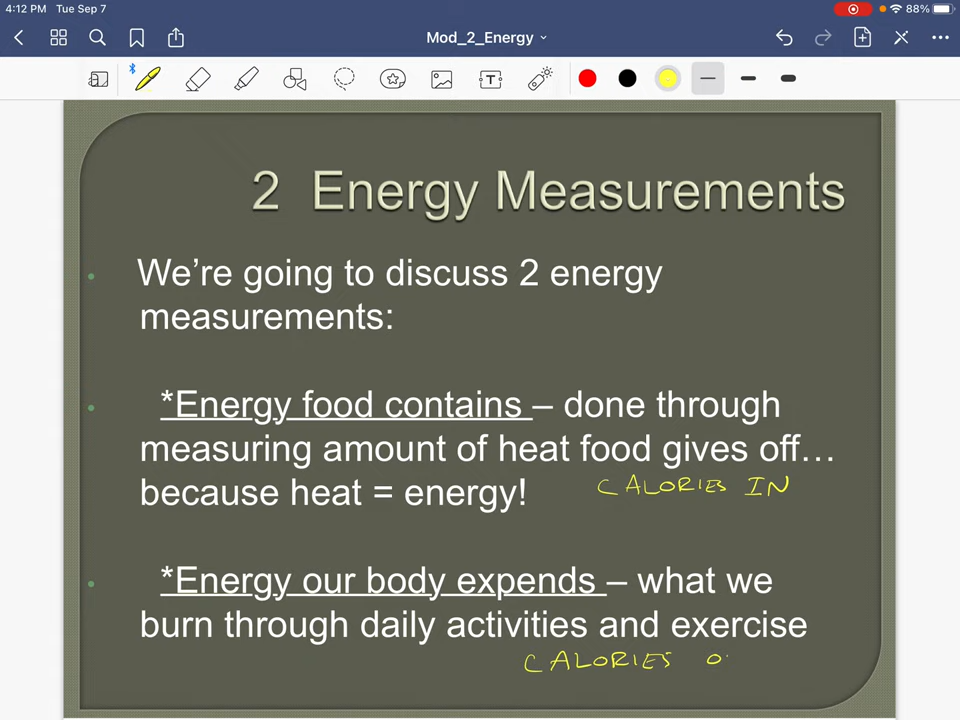 4:12 PM Tue Sep 7
88%
Mod_2_Energy
T
2 Energy Measurements
We’re going to discuss 2 energy
measurements:
*Energy food contains – done through
measuring amount of heat food gives off…
because heat = energy!
CALORIES IN
*Energy our body expends – what we
burn through daily activities and exercise
CALORIES O